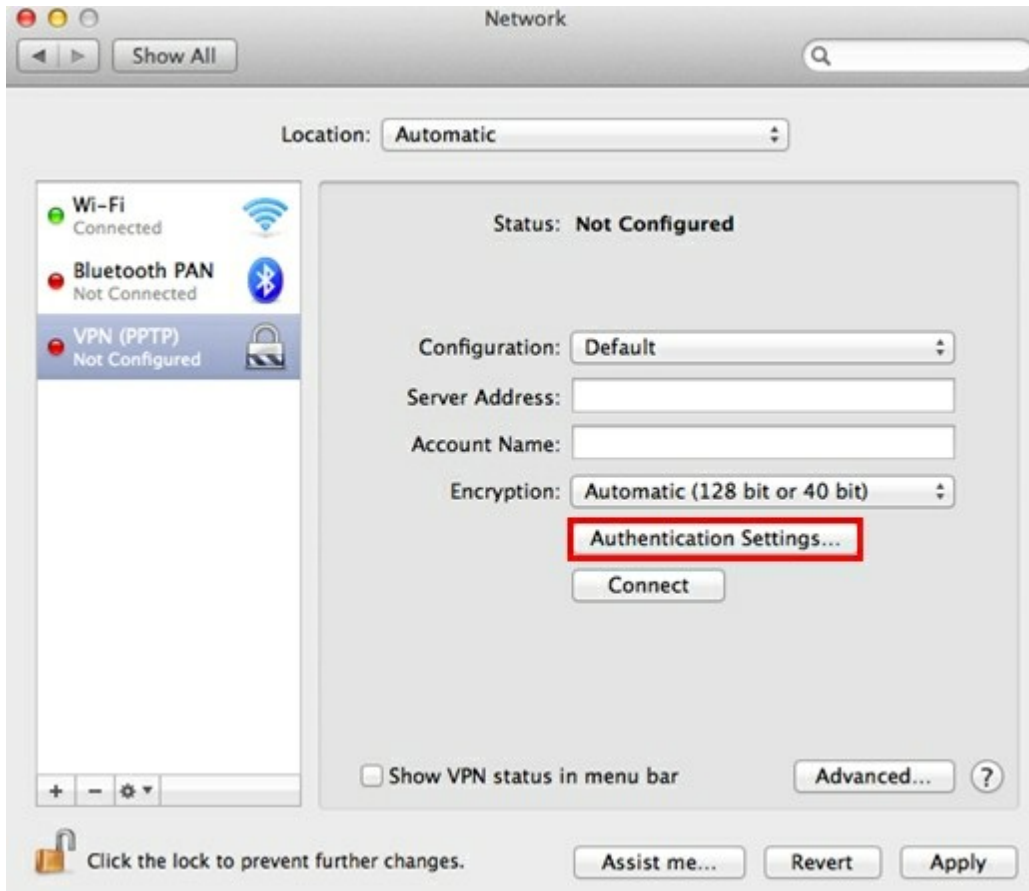 Network
Show All
Location: Automatic
Wi-Fi
Connected
Bluetooth PAN
Not Connected
VPN (PPTP)
Not Configured
Status: Not Configured
Configuration: Default
Server Address:
Account Name:
Encryption: Automatic (128 bit or 40 bit)
Authentication Settings...
Connect
Show VPN status in menu bar
Advanced... ?
Click the lock to prevent further changes.
Assist me... Revert Apply